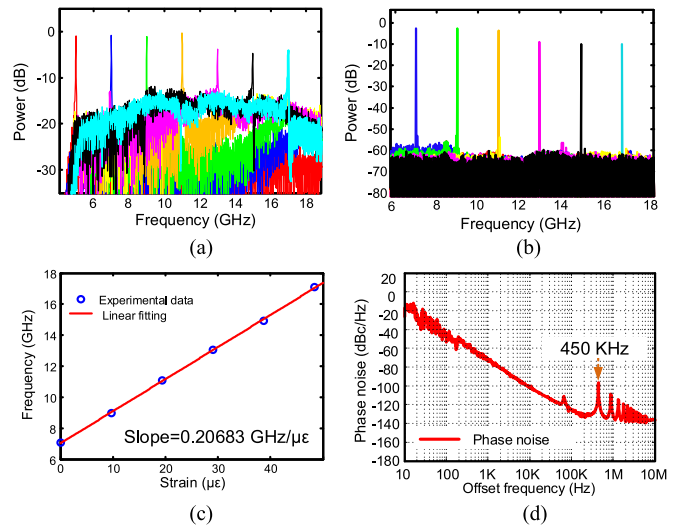 0
-10
-20
-30
Power (dB)
6 8 10 12 14 16 18
Frequency (GHz)
(a)
10
0
-10
-20
-30
-40
-50
-60
-70
-80
Power (dB)
6 8 10 12 14 16 18
Frequency (GHz)
(b)
18
16
14
12
10
8
6
Frequency (GHz)
Experimental data
Linear fitting
Slope=0.20683 GHz/με
0 10 20 30 40
Strain (με)
(c)
20
0
-20
-40
-60
-80
-100
-120
-140
-160
-180
Phase noise (dBc/Hz)
450 KHz
Phase noise
10 100 1K 10K 100K 1M 10M
Offset frequency (Hz)
(d)